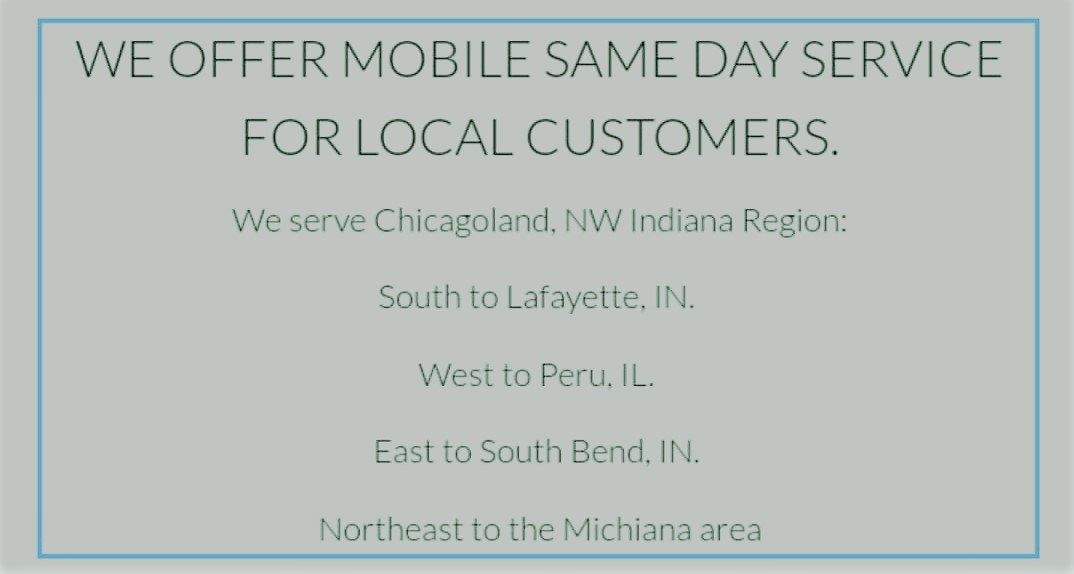 WE OFFER MOBILE SAME DAY SERVICE
FOR LOCAL CUSTOMERS.
We serve Chicagoland, NW Indiana Region:
South to Lafayette, IN.
West to Peru, IL.
East to South Bend, IN.
Northeast to the Michiana area